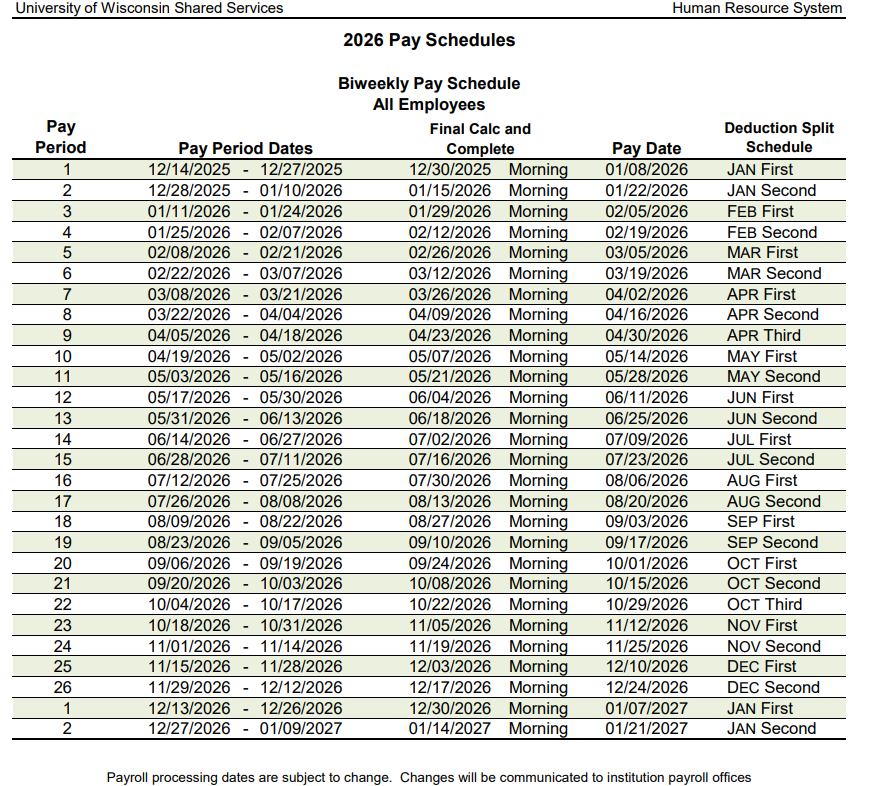 University of Wisconsin Shared Services Human Resource System
2026 Pay Schedules
Biweekly Pay Schedule
All Employees
Pay Period Pay Period Dates Final Calc and Complete Pay Date Deduction Split Schedule
1 12/14/2025 - 12/27/2025 12/30/2025 Morning 01/08/2026 JAN First
2 12/28/2025 - 01/10/2026 01/15/2026 Morning 01/22/2026 JAN Second
3 01/11/2026 - 01/24/2026 01/29/2026 Morning 02/05/2026 FEB First
4 01/25/2026 - 02/07/2026 02/12/2026 Morning 02/19/2026 FEB Second
5 02/08/2026 - 02/21/2026 02/26/2026 Morning 03/05/2026 MAR First
6 02/22/2026 - 03/07/2026 03/12/2026 Morning 03/19/2026 MAR Second
7 03/08/2026 - 03/21/2026 03/26/2026 Morning 04/02/2026 APR First
8 03/22/2026 - 04/04/2026 04/09/2026 Morning 04/16/2026 APR Second
9 04/05/2026 - 04/18/2026 04/23/2026 Morning 04/30/2026 APR Third
10 04/19/2026 - 05/02/2026 05/07/2026 Morning 05/14/2026 MAY First
11 05/03/2026 - 05/16/2026 05/21/2026 Morning 05/28/2026 MAY Second
12 05/17/2026 - 05/30/2026 06/04/2026 Morning 06/11/2026 JUN First
13 05/31/2026 - 06/13/2026 06/18/2026 Morning 06/25/2026 JUN Second
14 06/14/2026 - 06/27/2026 07/02/2026 Morning 07/09/2026 JUL First
15 06/28/2026 - 07/11/2026 07/16/2026 Morning 07/23/2026 JUL Second
16 07/12/2026 - 07/25/2026 07/30/2026 Morning 08/06/2026 AUG First
17 07/26/2026 - 08/08/2026 08/13/2026 Morning 08/20/2026 AUG Second
18 08/09/2026 - 08/22/2026 08/27/2026 Morning 09/03/2026 SEP First
19 08/23/2026 - 09/05/2026 09/10/2026 Morning 09/17/2026 SEP Second
20 09/06/2026 - 09/19/2026 09/24/2026 Morning 10/01/2026 OCT First
21 09/20/2026 - 10/03/2026 10/08/2026 Morning 10/15/2026 OCT Second
22 10/04/2026 - 10/17/2026 10/22/2026 Morning 10/29/2026 OCT Third
23 10/18/2026 - 10/31/2026 11/05/2026 Morning 11/12/2026 NOV First
24 11/01/2026 - 11/14/2026 11/19/2026 Morning 11/25/2026 NOV Second
25 11/15/2026 - 11/28/2026 12/03/2026 Morning 12/10/2026 DEC First
26 11/29/2026 - 12/12/2026 12/17/2026 Morning 12/24/2026 DEC Second
1 12/13/2026 - 12/26/2026 12/30/2026 Morning 01/07/2027 JAN First
2 12/27/2026 - 01/09/2027 01/14/2027 Morning 01/21/2027 JAN Second
Payroll processing dates are subject to change. Changes will be communicated to institution payroll offices